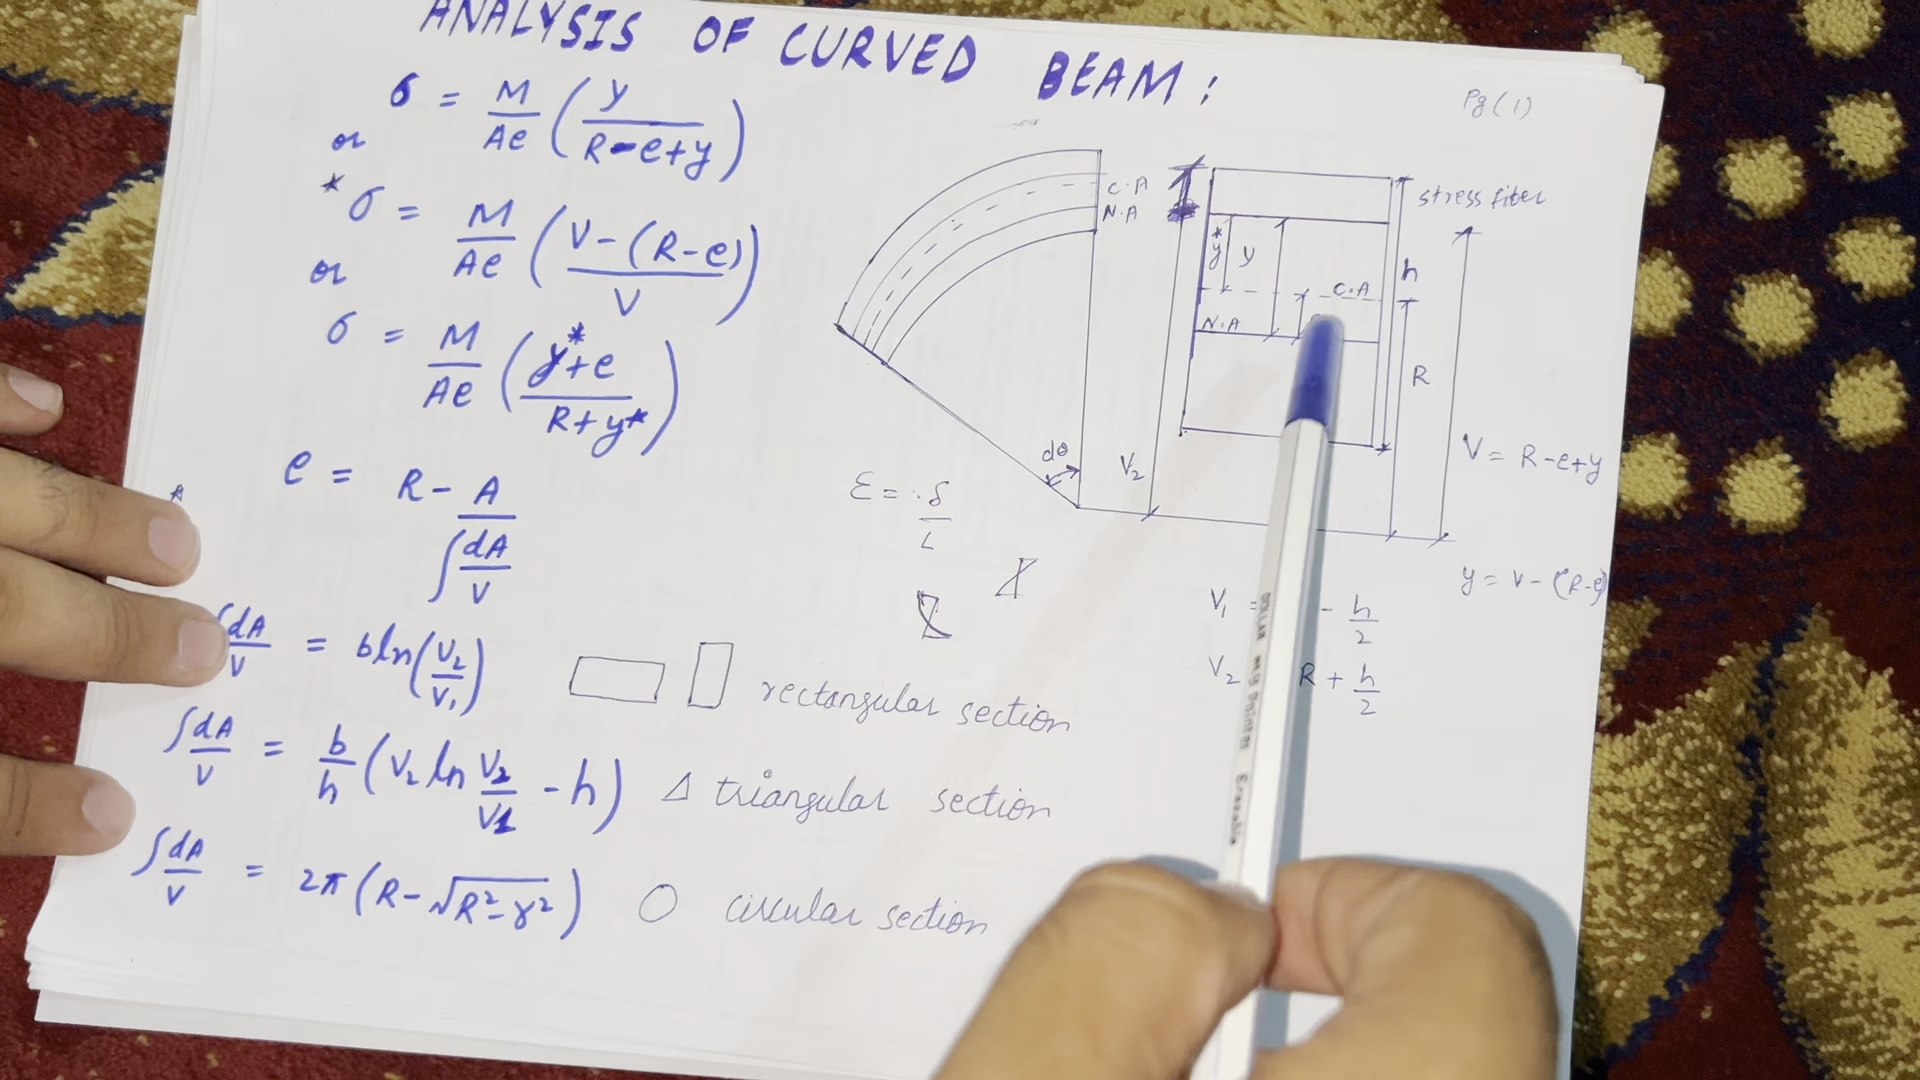 ANALYSIS OF CURVED BEAM :
Pg (1)
σ = M/Ae ( y / R-e+y )
or
* σ = M/Ae ( V-(R-e) / V )
or
σ = M/Ae ( y*+e / R+y* )
e = R - A / ∫ dA/V
∫ dA/V = b ln ( V₂/V₁ ) rectangular section
∫ dA/V = b/h ( V₂ ln V₂/V₁ - h ) Δ triangular section
∫ dA/V = 2π ( R-√R²-r² ) ○ circular section
C.A
N.A
dθ
ε = δ/L
stress fiber
y*
y
h
C.A
N.A
R
V₂
V = R-e+y
y = V-(R-e)
V₁ = - h/2
V₂ R + h/2